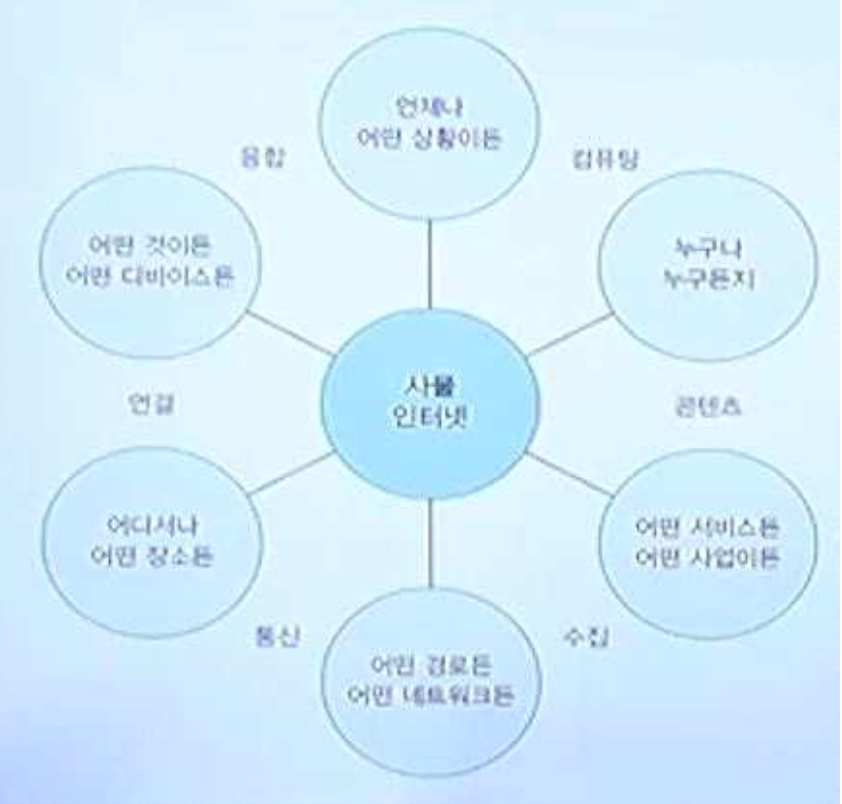 언제나
어떤 상황이든
융합
컴퓨팅
어떤 것이든
어떤 디바이스든
누구나
누구든지
사물
인터넷
연결
콘텐츠
어디서나
어떤 장소든
어떤 서비스든
어떤 사업이든
통신
수집
어떤 경로든
어떤 네트워크든